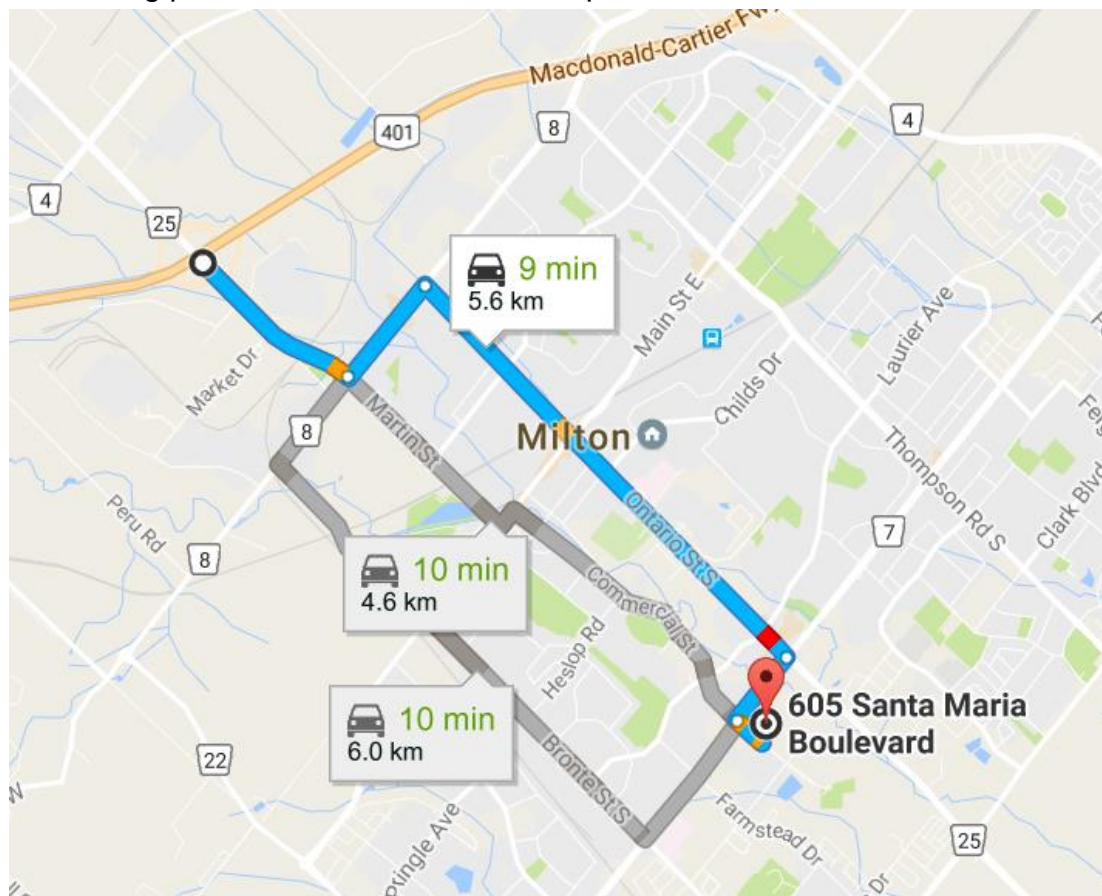 Macdonald-Cartier Fwy
401
8
4
4
25
9 min
5.6 km
Main St E
Laurier Ave
Market Dr
Childs Dr
Martin St
8
Milton
Thompson Rd S
Clark Blvd
Ontario St S
Peru Rd
7
8
10 min
4.6 km
Commercial St
Heslop Rd
10 min
6.0 km
605 Santa Maria
Boulevard
Bronte St S
22
Farmstead Dr
25